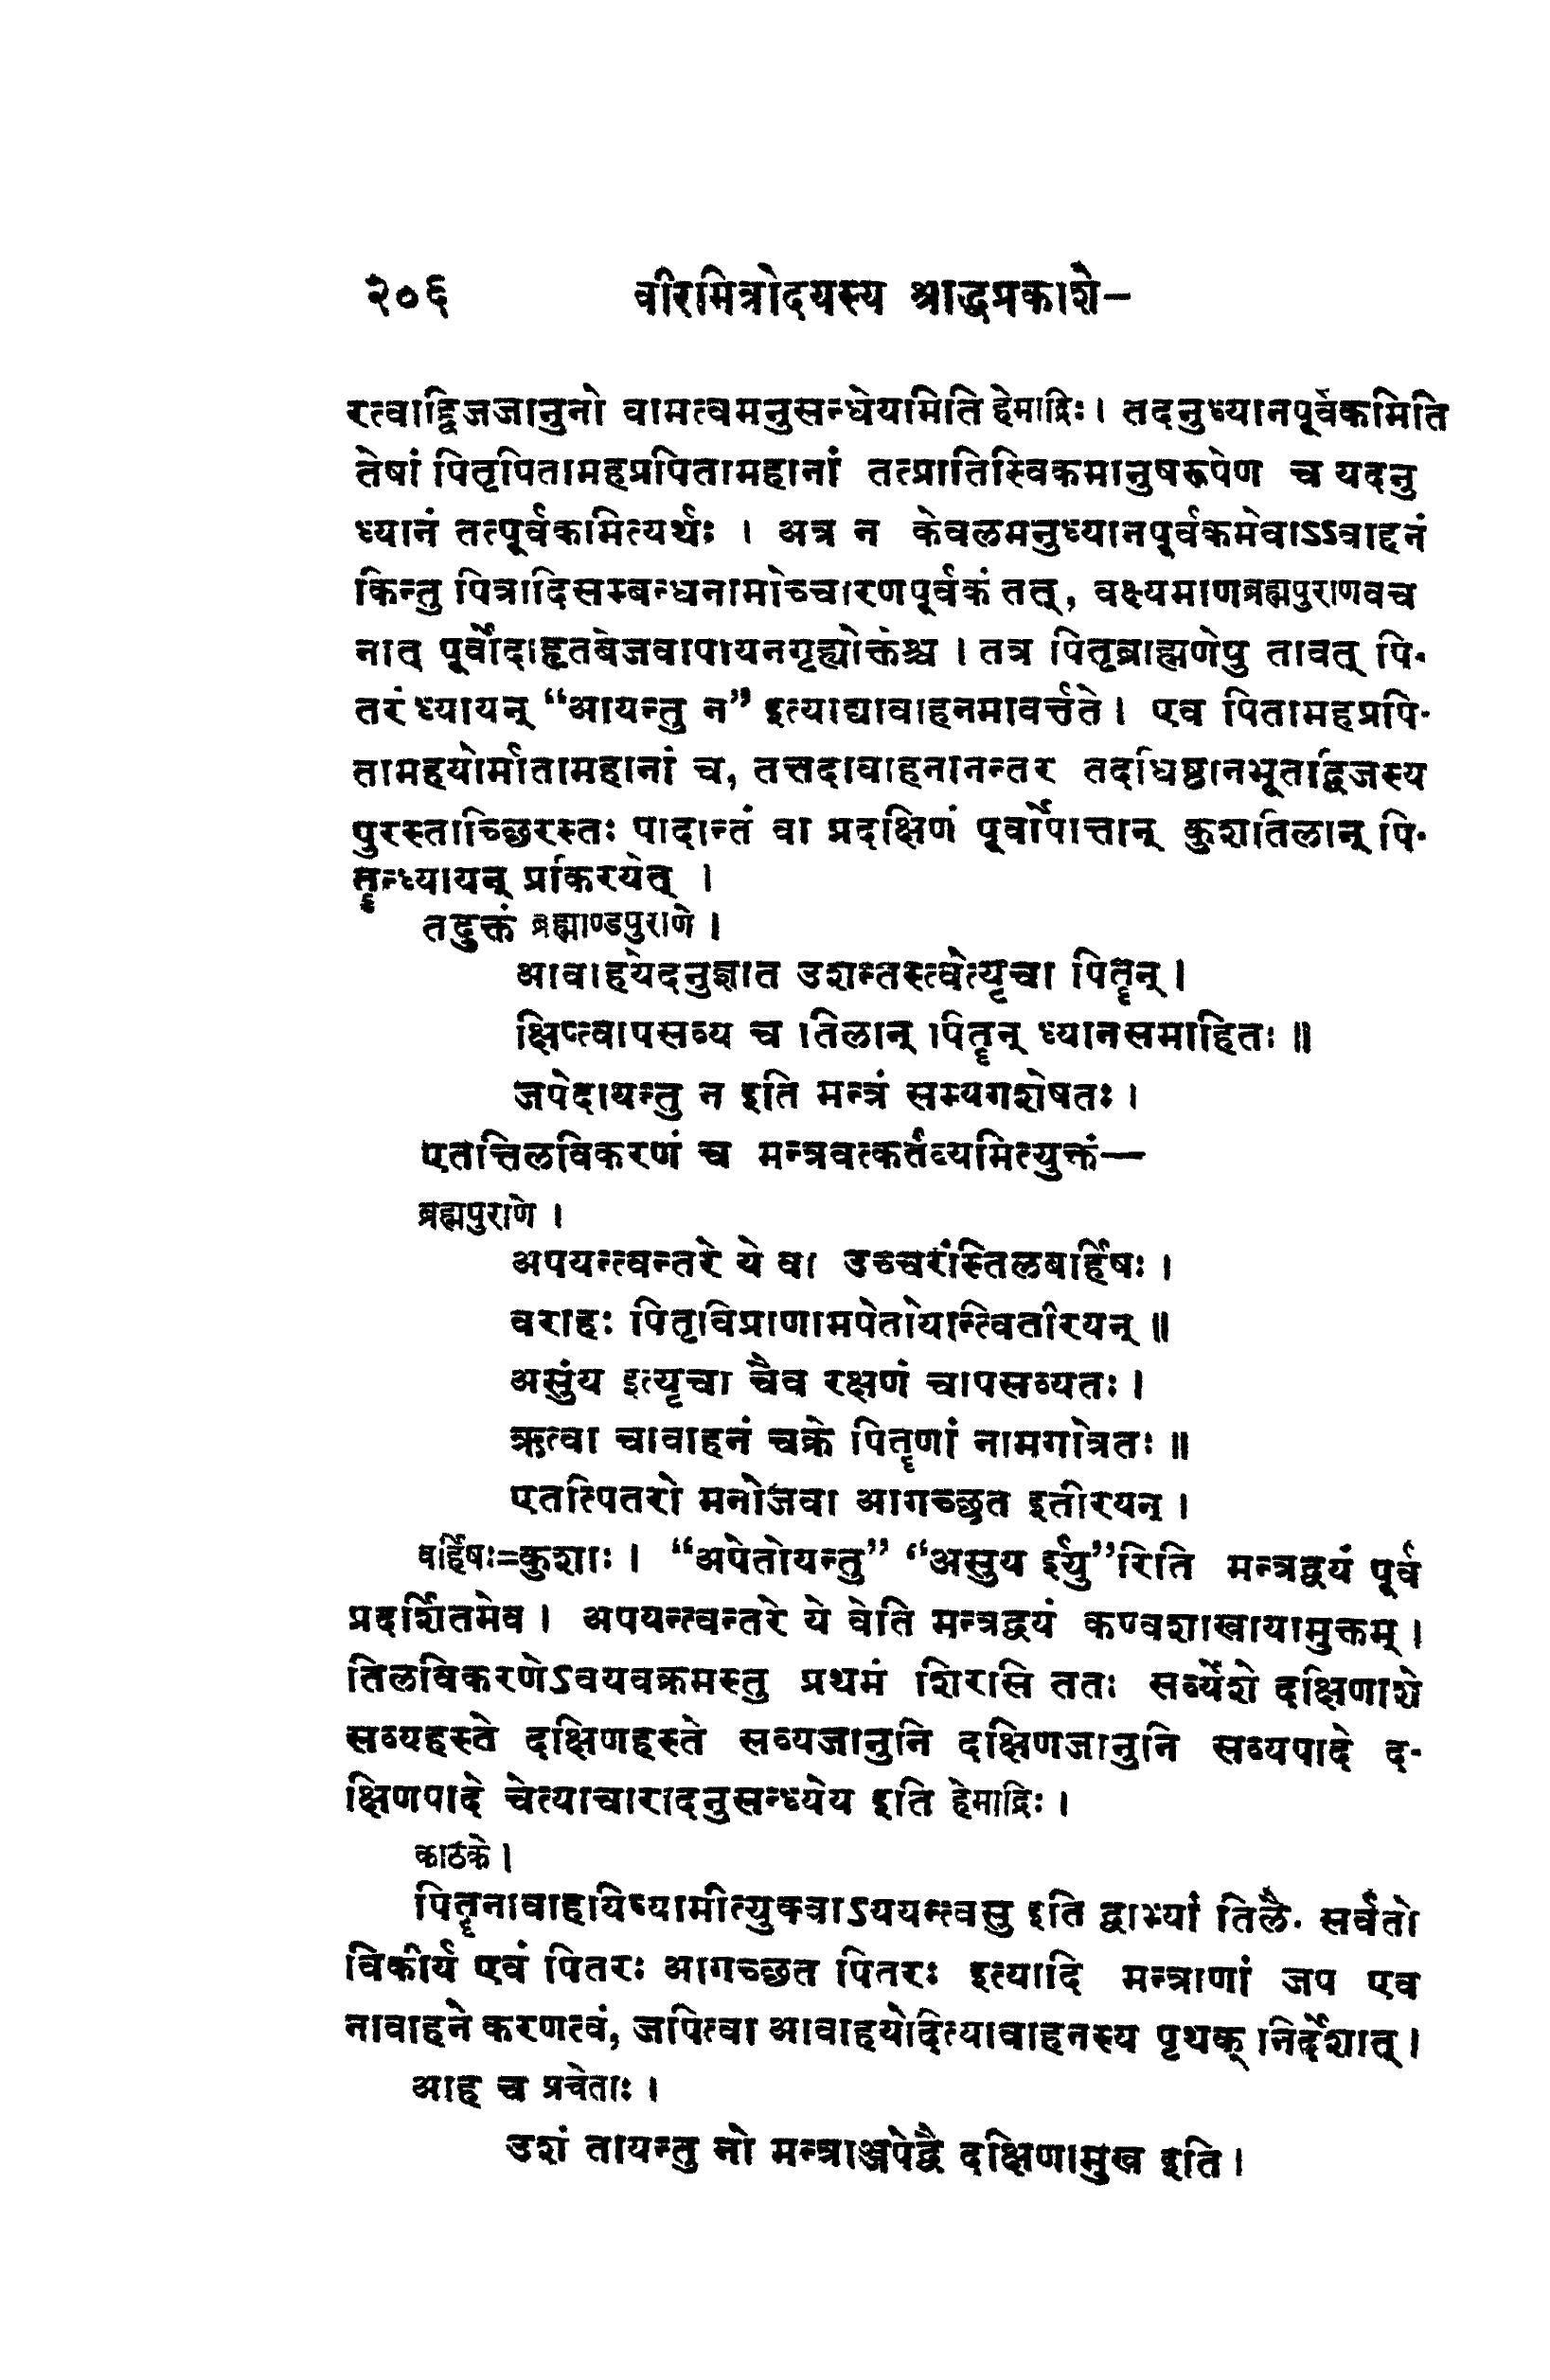 २०६ वीरमित्रोदयस्य श्राद्धप्रकाशे–
रत्वाद्द्विजजानुनो वामत्वमनुसन्धेयमिति हेमाद्रिः। तदनुध्यानपूर्वकमिति
तेषां पितृपितामहप्रपितामहानां तत्प्रातिस्विकमानुषरूपेण च यदनु
ध्यानं तत्पूर्वकमित्यर्थः । अत्र न केवलमनुध्यानपूर्वकमेवाऽऽवाहनं
किन्तु पित्रादिसम्बन्धनामोच्चारणपूर्वकं तत्, वक्ष्यमाणब्रह्मपुराणवच
नात् पूर्वोदाहृतबेजवापायनगृह्योक्तंश्च । तत्र पितृब्राह्मणेषु तावत् पि-
तरं ध्यायन् “आयन्तु न” इत्याद्यावाहनमावर्त्तते। एव पितामहप्रपि-
तामहयोर्मातामहानां च, तत्तदावाहनानन्तर तदधिष्ठानभूतद्विजस्य
पुरस्ताच्छिरस्तः पादान्तं वा प्रदक्षिणं पूर्वोपात्तान् कुशतिलान् पि-
तॄन्ध्यायन् प्रकिरयेत् ।
तदुक्तं ब्रह्माण्डपुराणे।
आवाहयेदनुज्ञात उशन्तस्त्वेत्यृचा पितॄन्।
क्षिप्त्वापसव्य च तिलान् पितॄन् ध्यानसमाहितः॥
जपेदायन्तु न इति मन्त्रं सम्यगशेषतः।
एतत्तिलविकरणं च मन्त्रवत्कर्तव्यमित्युक्तं—
ब्रह्मपुराणे ।
अपयन्त्वन्तरे ये वा उच्चरंस्तिलबर्हिषः ।
वराहः पितृविप्राणामपेतोयान्त्वितीरयन्॥
असुंय इत्यृचा चैव रक्षणं चापसव्यतः।
ऋत्वा चावाहनं चक्रे पितॄणां नामगोत्रतः॥
एतत्पितरो मनोजवा आगच्छत इतीरयन्।
बर्हिषः=कुशाः। “अपेतोयन्तु” “असुय ईयु”रिति मन्त्रद्वयं पूर्व
प्रदर्शितमेव। अपयन्त्वन्तरे ये वेति मन्त्रद्वयं कण्वशाखायामुक्तम्।
तिलविकरणेऽवयवक्रमस्तु प्रथमं शिरसि ततः सव्येंशे दक्षिणाशे
सव्यहस्ते दक्षिणहस्ते सव्यजानुनि दक्षिणजानुनि सव्यपादे द-
क्षिणपादे चेत्याचारादनुसन्ध्येय इति हेमाद्रिः।
काठके।
पितॄनावाहयिष्यामीत्युक्त्वाऽपयन्त्वसु इति द्वाभ्यां तिलै. सर्वतो
विकीर्य एवं पितरः आगच्छत पितरः इत्यादि मन्त्राणां जप एव
नावाहने करणत्वं, जपित्वा आवाहयेदित्यावाहनस्य पृथक् निर्देशात्।
आह च प्रचेताः।
उशं तायन्तु नो मन्त्राञ्जपेद्वै दक्षिणामुख इति।